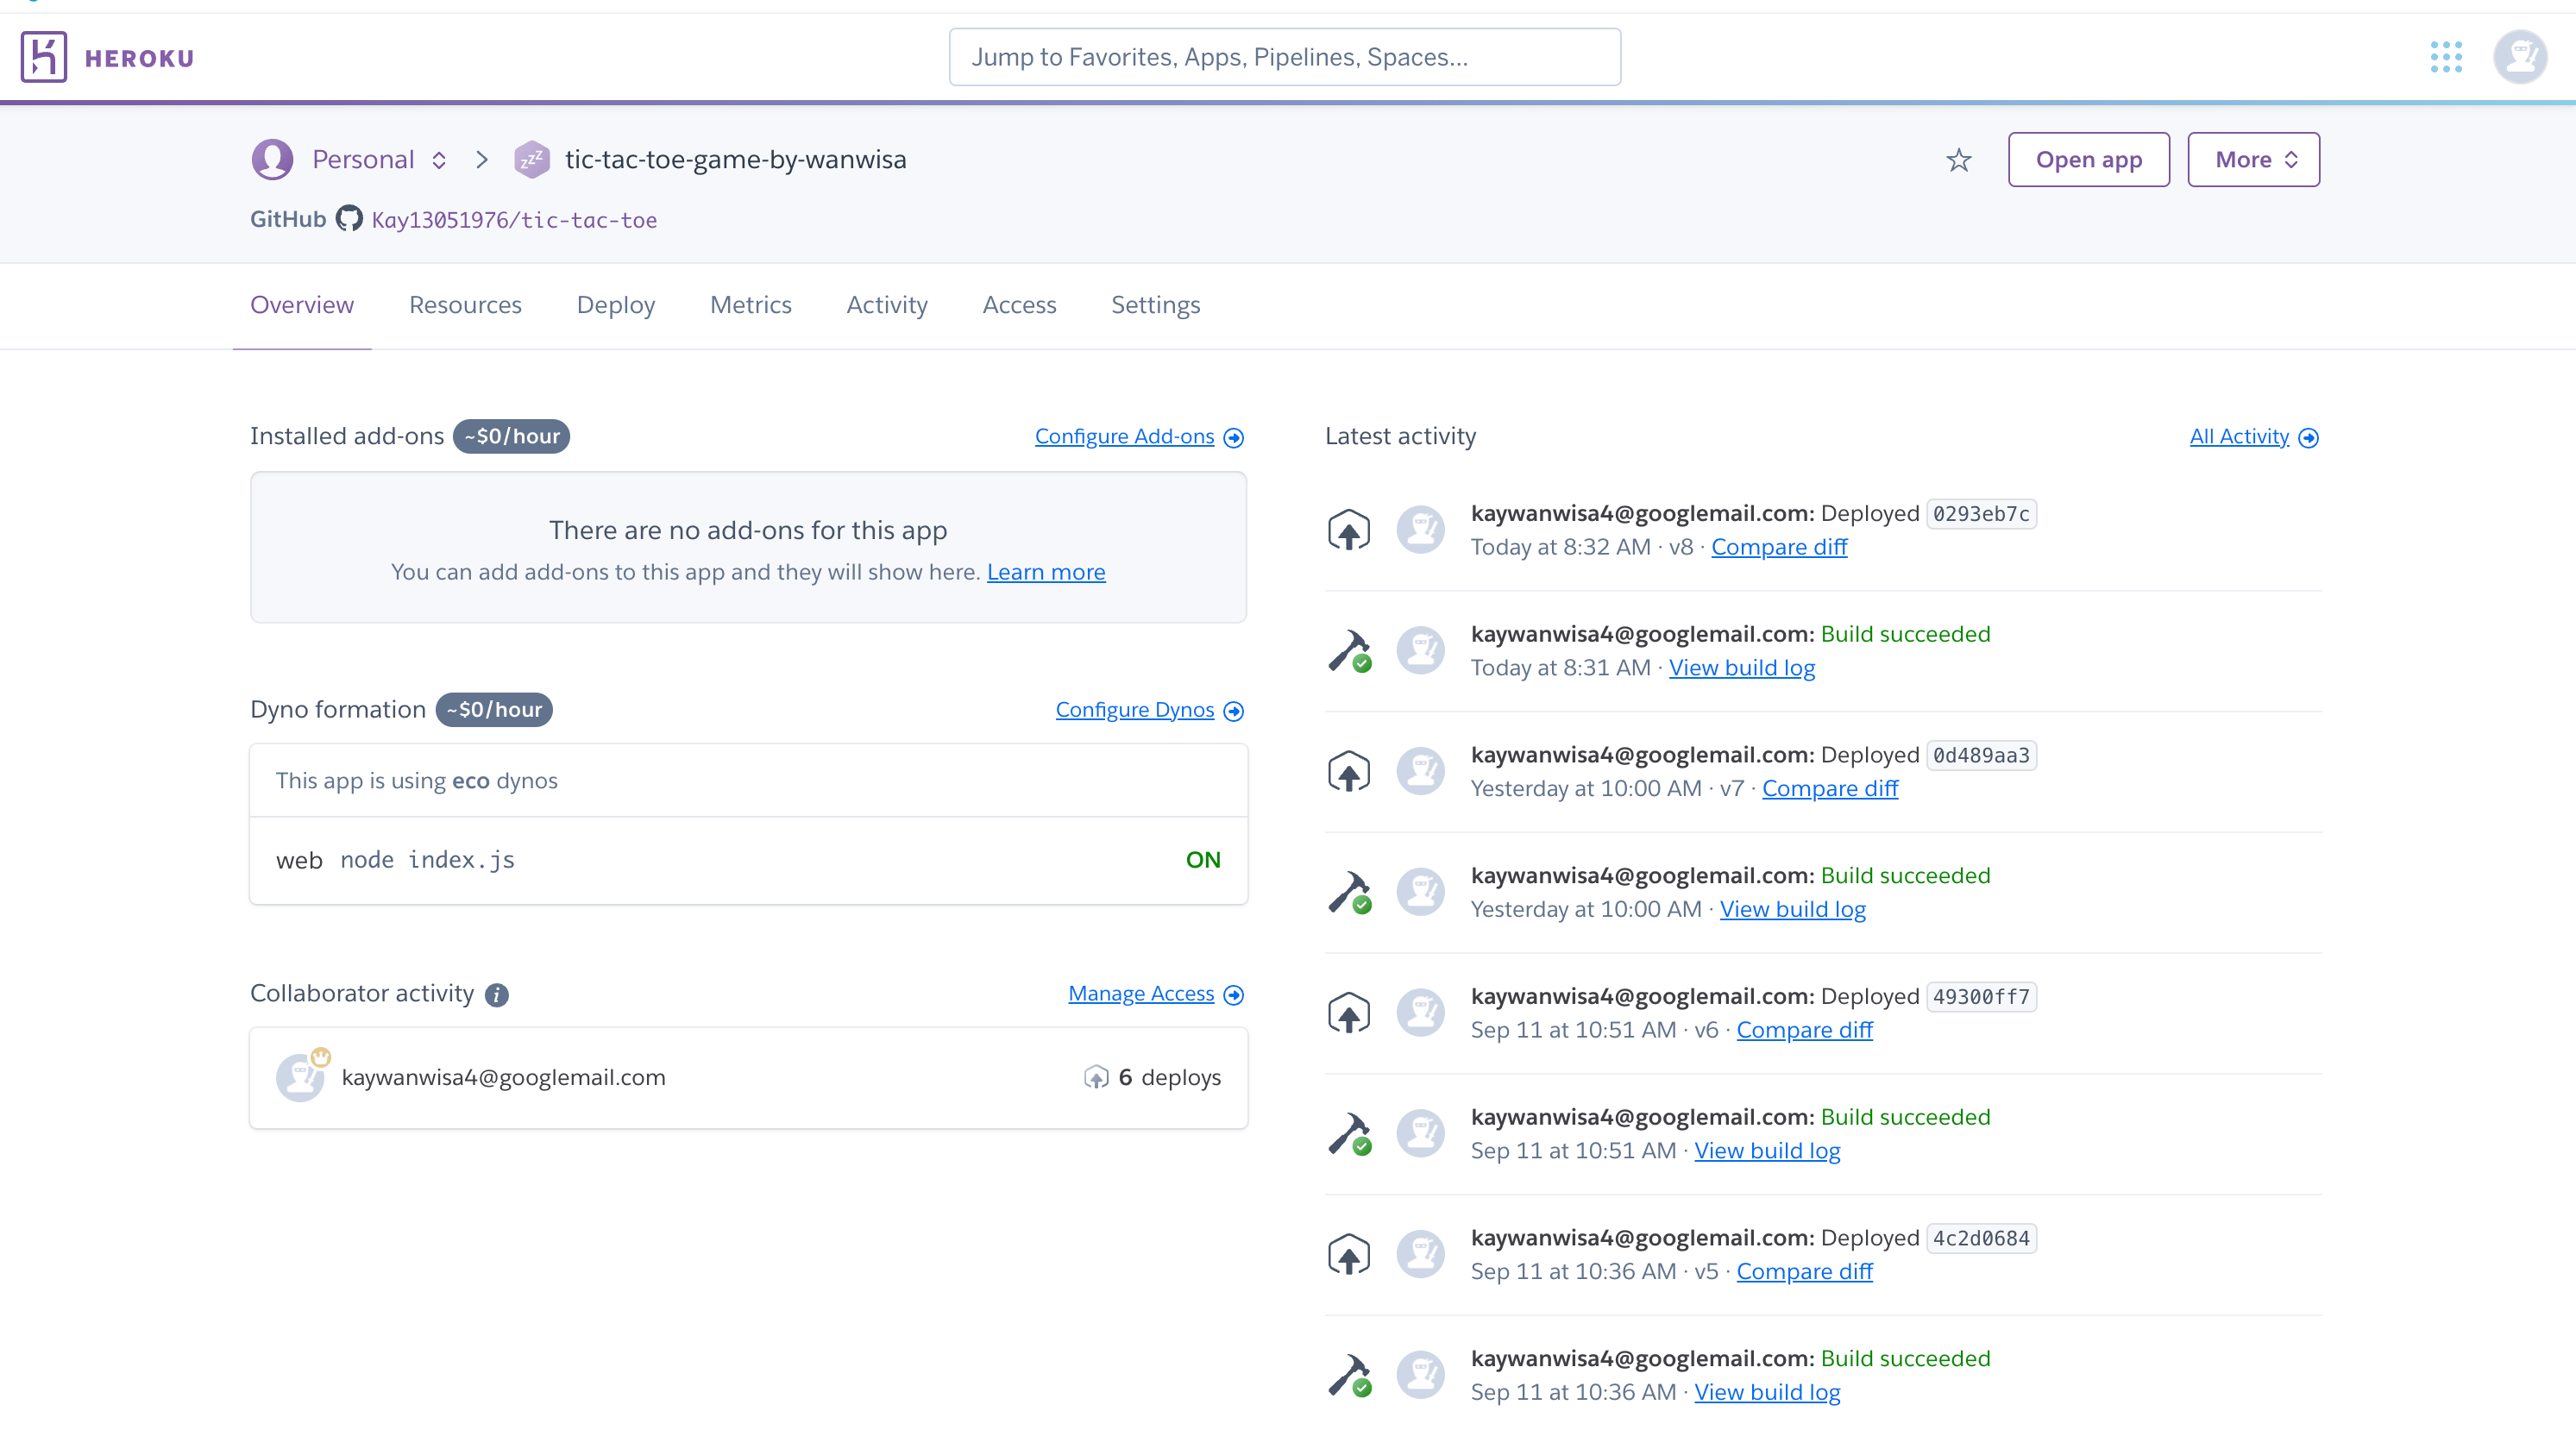 HEROKU
Jump to Favorites, Apps, Pipelines, Spaces...
Personal
zzz
tic-tac-toe-game-by-wanwisa
Open app
More
GitHub Kay13051976/tic-tac-toe
Overview
Resources
Deploy
Metrics
Activity
Access
Settings
Installed add-ons ~$0/hour
Configure Add-ons
There are no add-ons for this app
You can add add-ons to this app and they will show here. Learn more
Dyno formation ~$0/hour
Configure Dynos
This app is using eco dynos
web node index.js
ON
Collaborator activity i
Manage Access
kaywanwisa4@googlemail.com
6 deploys
Latest activity
All Activity
kaywanwisa4@googlemail.com: Deployed 0293eb7c
Today at 8:32 AM · v8 · Compare diff
kaywanwisa4@googlemail.com: Build succeeded
Today at 8:31 AM · View build log
kaywanwisa4@googlemail.com: Deployed 0d489aa3
Yesterday at 10:00 AM · v7 · Compare diff
kaywanwisa4@googlemail.com: Build succeeded
Yesterday at 10:00 AM · View build log
kaywanwisa4@googlemail.com: Deployed 49300ff7
Sep 11 at 10:51 AM · v6 · Compare diff
kaywanwisa4@googlemail.com: Build succeeded
Sep 11 at 10:51 AM · View build log
kaywanwisa4@googlemail.com: Deployed 4c2d0684
Sep 11 at 10:36 AM · v5 · Compare diff
kaywanwisa4@googlemail.com: Build succeeded
Sep 11 at 10:36 AM · View build log